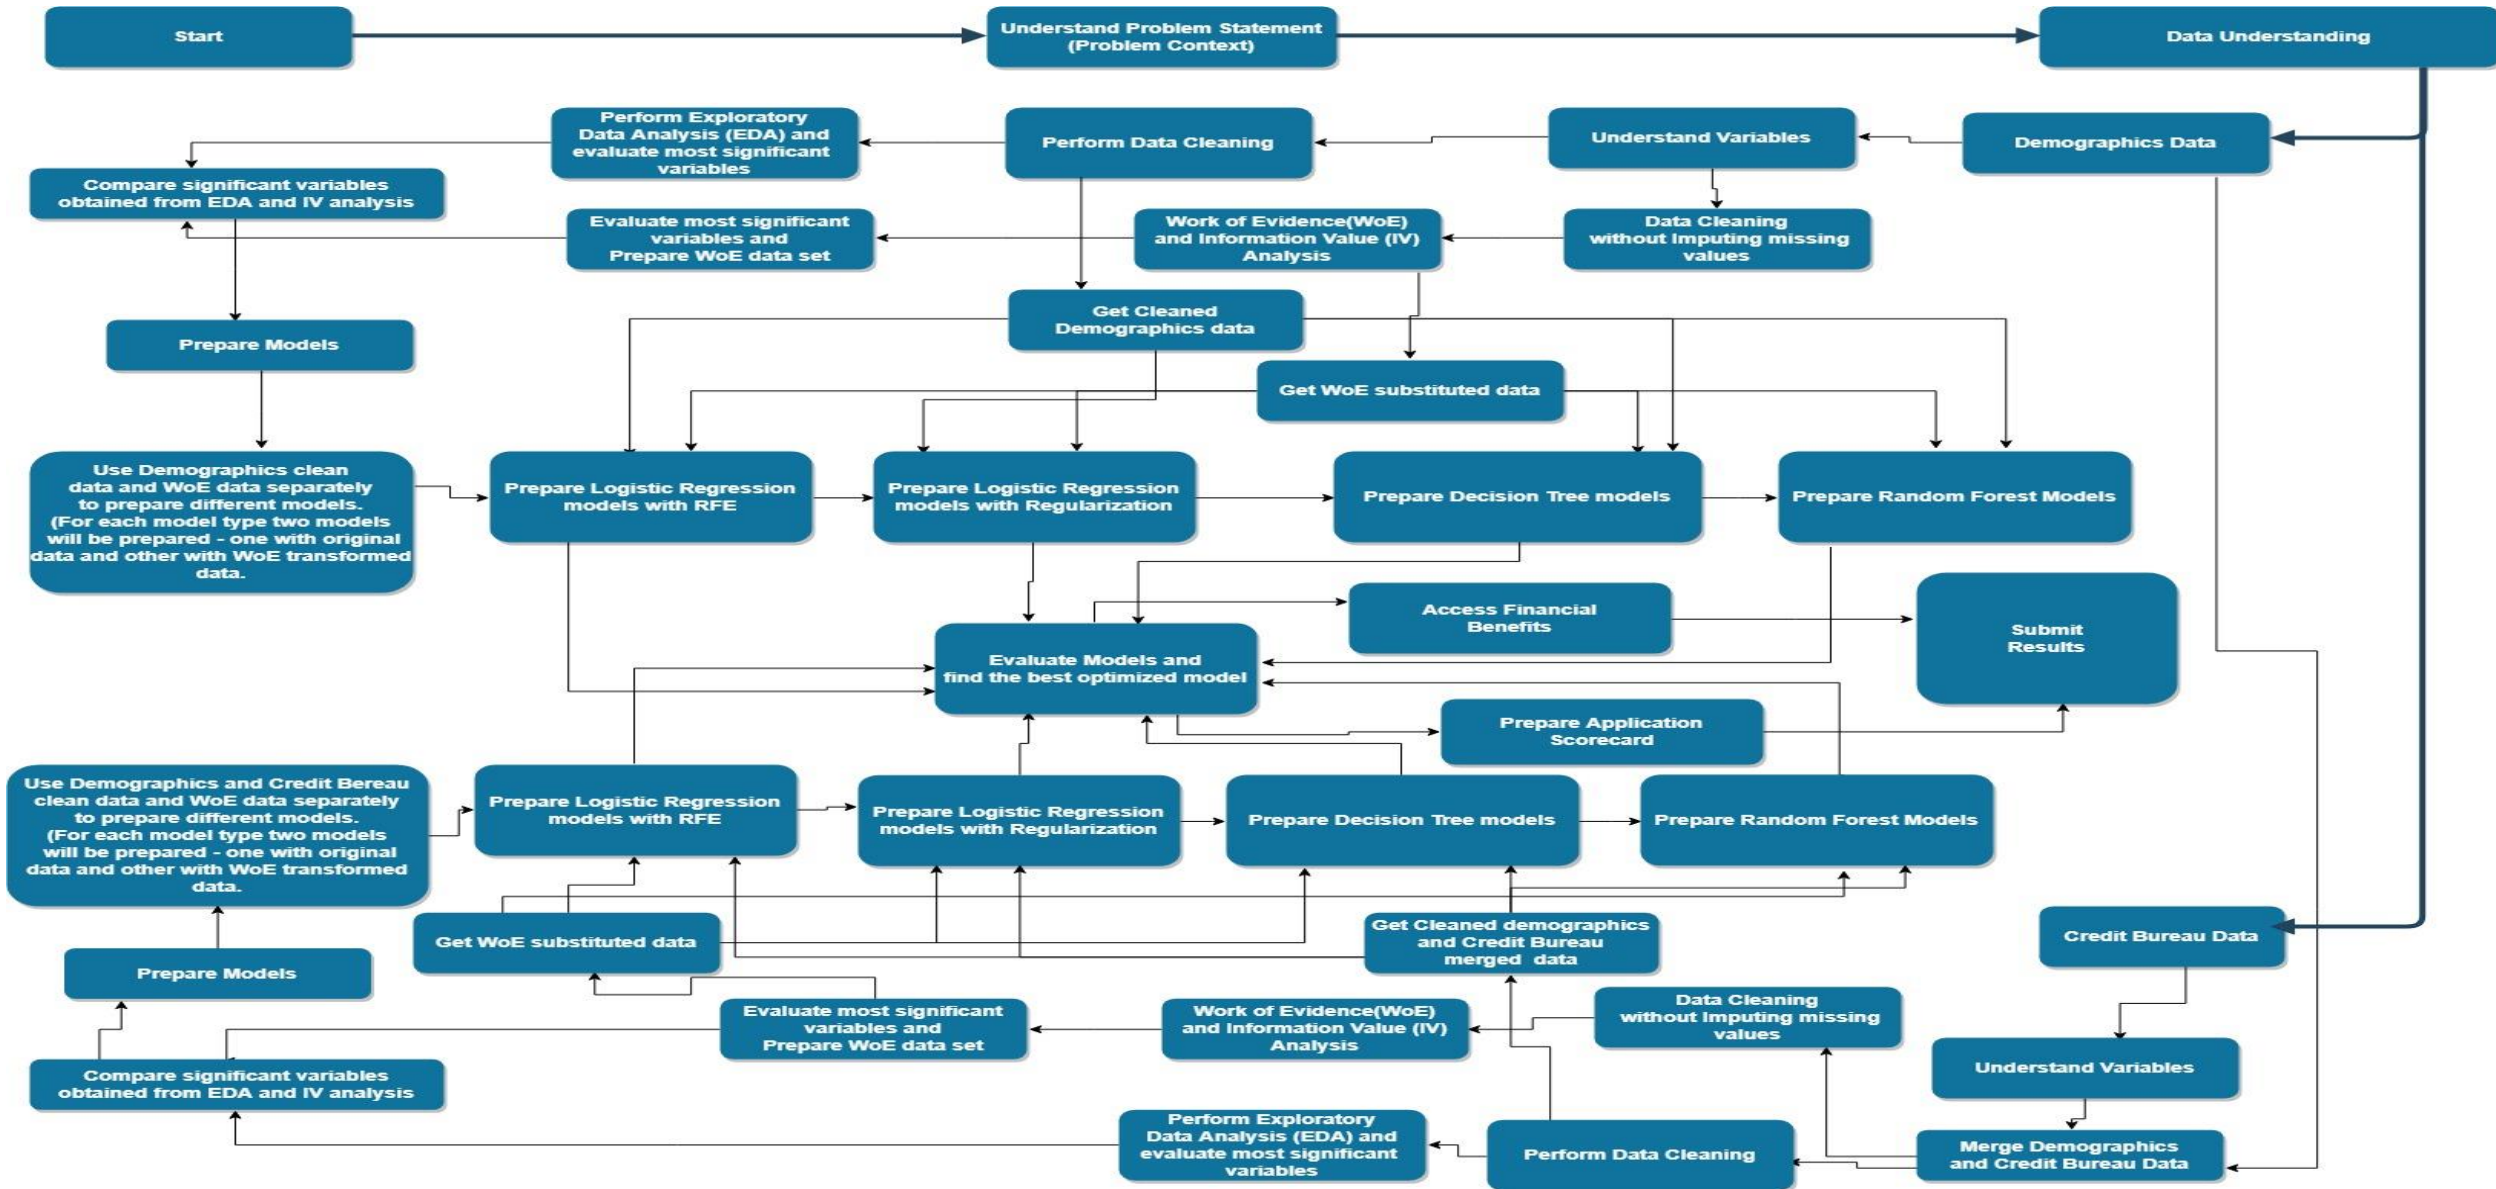 Start
Understand Problem Statement
(Problem Context)
Data Understanding
Perform Exploratory
Data Analysis (EDA) and
evaluate most significant
variables
Perform Data Cleaning
Understand Variables
Demographics Data
Compare significant variables
obtained from EDA and IV analysis
Evaluate most significant
variables and
Prepare WoE data set
Work of Evidence(WoE)
and Information Value (IV)
Analysis
Data Cleaning
without Imputing missing
values
Get Cleaned
Demographics data
Prepare Models
Get WoE substituted data
Use Demographics clean
data and WoE data separately
to prepare different models.
(For each model type two models
will be prepared - one with original
data and other with WoE transformed
data.
Prepare Logistic Regression
models with RFE
Prepare Logistic Regression
models with Regularization
Prepare Decision Tree models
Prepare Random Forest Models
Access Financial
Benefits
Submit
Results
Evaluate Models and
find the best optimized model
Prepare Application
Scorecard
Use Demographics and Credit Bereau
clean data and WoE data separately
to prepare different models.
(For each model type two models
will be prepared - one with original
data and other with WoE transformed
data.
Prepare Logistic Regression
models with RFE
Prepare Logistic Regression
models with Regularization
Prepare Decision Tree models
Prepare Random Forest Models
Get WoE substituted data
Get Cleaned demographics
and Credit Bureau
merged data
Credit Bureau Data
Prepare Models
Evaluate most significant
variables and
Prepare WoE data set
Work of Evidence(WoE)
and Information Value (IV)
Analysis
Data Cleaning
without Imputing missing
values
Understand Variables
Compare significant variables
obtained from EDA and IV analysis
Perform Exploratory
Data Analysis (EDA) and
evaluate most significant
variables
Perform Data Cleaning
Merge Demographics
and Credit Bureau Data